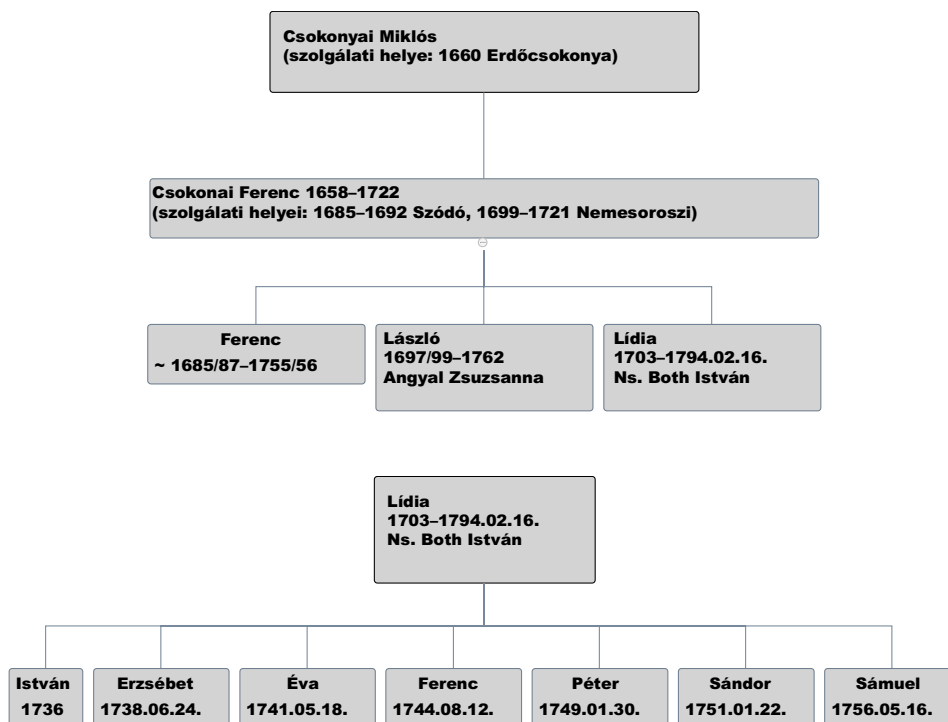 Csokonyai Miklós
(szolgálati helye: 1660 Erdőcsokonya)
Csokonai Ferenc 1658–1722
(szolgálati helyei: 1685–1692 Szódó, 1699–1721 Nemesoroszi)
Ferenc
~ 1685/87–1755/56
László
1697/99–1762
Angyal Zsuzsanna
Lídia
1703–1794.02.16.
Ns. Both István
Lídia
1703–1794.02.16.
Ns. Both István
István
1736
Erzsébet
1738.06.24.
Éva
1741.05.18.
Ferenc
1744.08.12.
Péter
1749.01.30.
Sándor
1751.01.22.
Sámuel
1756.05.16.